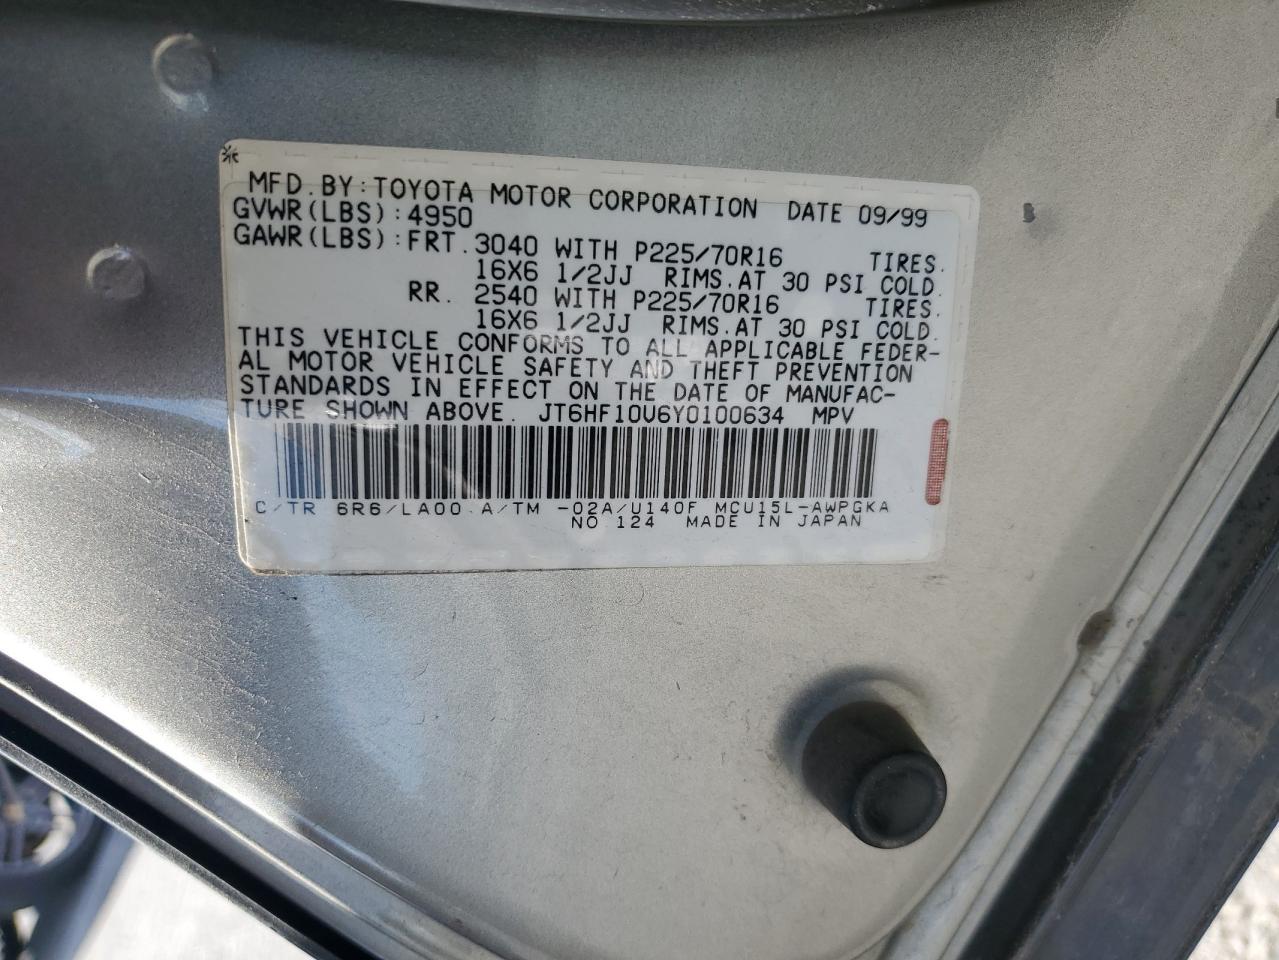 MFD. BY: TOYOTA MOTOR CORPORATION DATE 09/99
GVWR(LBS): 4950
GAWR(LBS): FRT. 3040 WITH P225/70R16 TIRES.
16X6 1/2JJ RIMS. AT 30 PSI COLD.
RR. 2540 WITH P225/70R16 TIRES.
16X6 1/2JJ RIMS. AT 30 PSI COLD.
THIS VEHICLE CONFORMS TO ALL APPLICABLE FEDER-
AL MOTOR VEHICLE SAFETY AND THEFT PREVENTION
STANDARDS IN EFFECT ON THE DATE OF MANUFAC-
TURE SHOWN ABOVE. JT6HF10U6Y0100634 MPV
C/TR 6R6/LA00 A/TM -02A/U140F MCU15L-AWPGKA
NO 124 MADE IN JAPAN